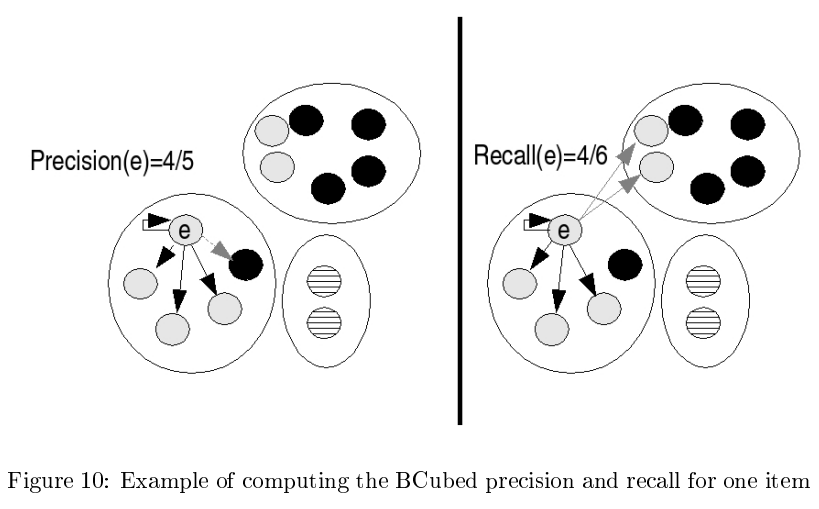 Precision(e)=4/5
e
Recall(e)=4/6
e
Figure 10: Example of computing the BCubed precision and recall for one item